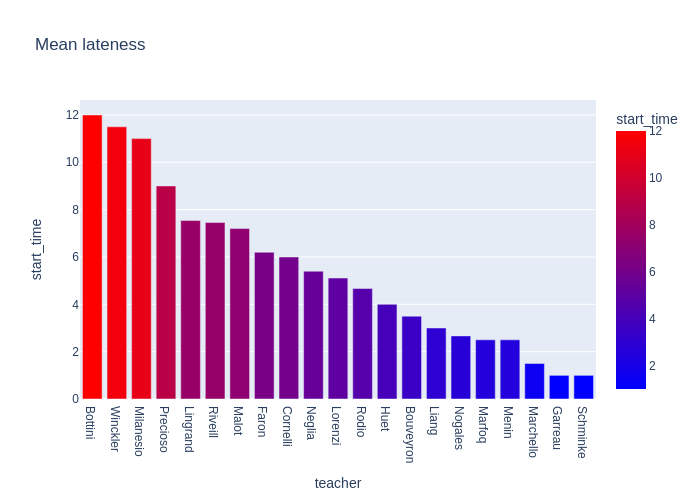 Mean lateness
start_time
12
10
8
6
4
2
0
Bottini
Winckler
Milanesio
Precioso
Lingrand
Riveill
Malot
Faron
Cornelli
Neglia
Lorenzi
Rodio
Huet
Bouveyron
Liang
Nogales
Marfoq
Menin
Marchello
Garreau
Schminke
teacher
start_time
12
10
8
6
4
2